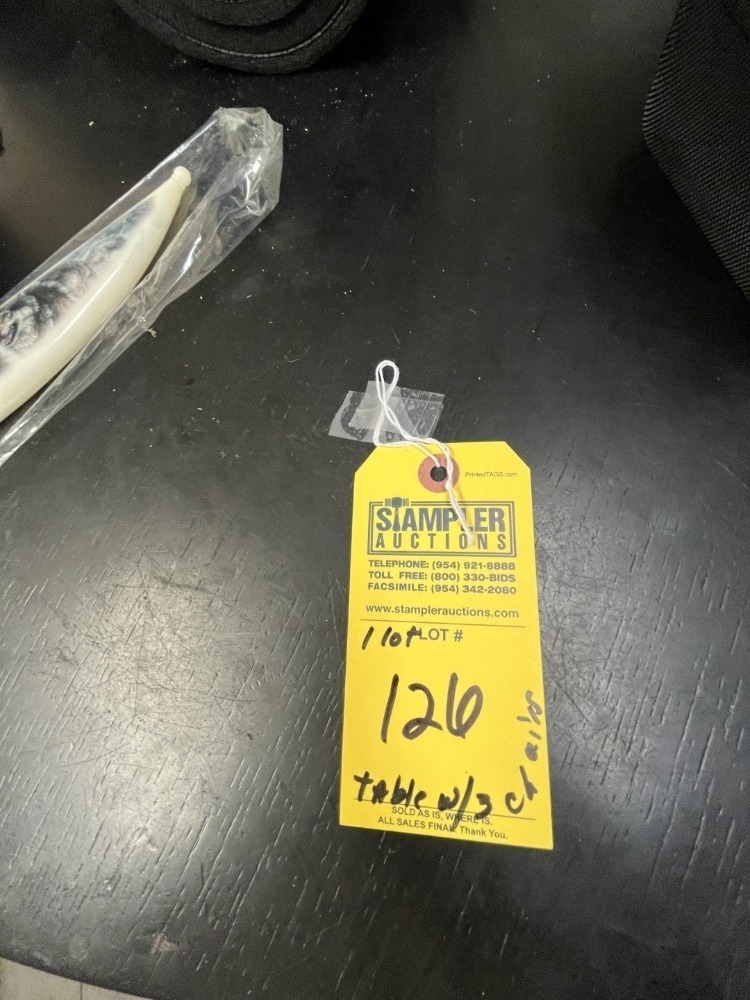 PrintedTAGS.com
STAMPLER
AUCTIONS
TELEPHONE: (954) 921-8888
TOLL FREE: (800) 330-BIDS
FACSIMILE: (954) 342-2080
www.stamplerauctions.com
1 lot LOT #
126
table w/3 chairs
SOLD AS IS, WHERE IS.
ALL SALES FINAL. Thank You.